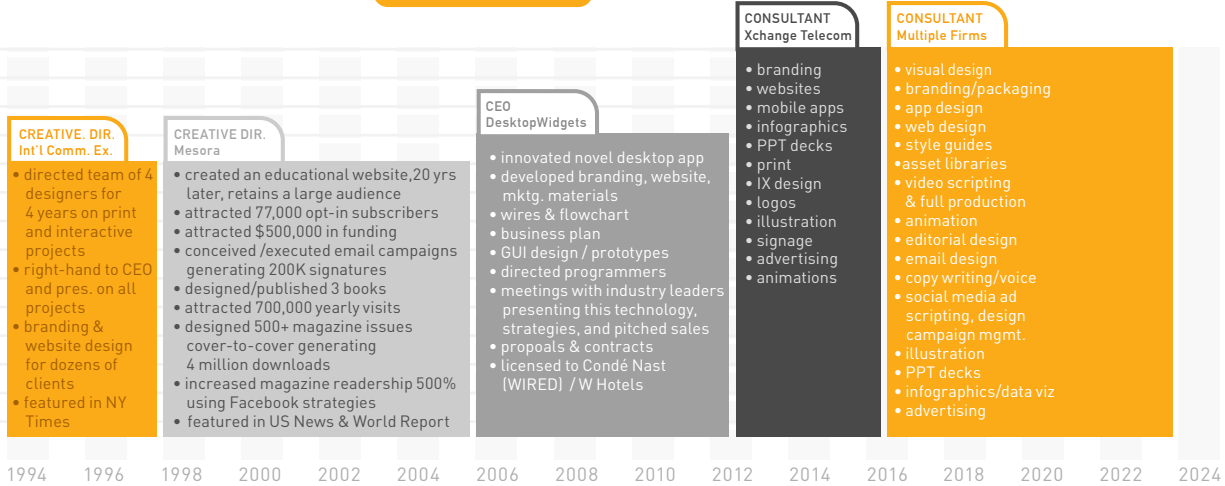 CREATIVE. DIR.
Int'l Comm. Ex.
• directed team of 4
designers for
4 years on print
and interactive
projects
• right-hand to CEO
and pres. on all
projects
• branding &
website design
for dozens of
clients
• featured in NY
Times
CREATIVE DIR.
Mesora
• created an educational website,20 yrs
later, retains a large audience
• attracted 77,000 opt-in subscribers
• attracted $500,000 in funding
• conceived /executed email campaigns
generating 200K signatures
• designed/published 3 books
• attracted 700,000 yearly visits
• designed 500+ magazine issues
cover-to-cover generating
4 million downloads
• increased magazine readership 500%
using Facebook strategies
• featured in US News & World Report
CEO
DesktopWidgets
• innovated novel desktop app
• developed branding, website,
mktg. materials
• wires & flowchart
• business plan
• GUI design / prototypes
• directed programmers
• meetings with industry leaders
presenting this technology,
strategies, and pitched sales
• propoals & contracts
• licensed to Condé Nast
(WIRED) / W Hotels
CONSULTANT
Xchange Telecom
• branding
• websites
• mobile apps
• infographics
• PPT decks
• print
• IX design
• logos
• illustration
• signage
• advertising
• animations
CONSULTANT
Multiple Firms
• visual design
• branding/packaging
• app design
• web design
• style guides
•asset libraries
• video scripting
& full production
• animation
• editorial design
• email design
• copy writing/voice
• social media ad
scripting, design
campaign mgmt.
• illustration
• PPT decks
• infographics/data viz
• advertising
1994 1996 1998 2000 2002 2004 2006 2008 2010 2012 2014 2016 2018 2020 2022 2024